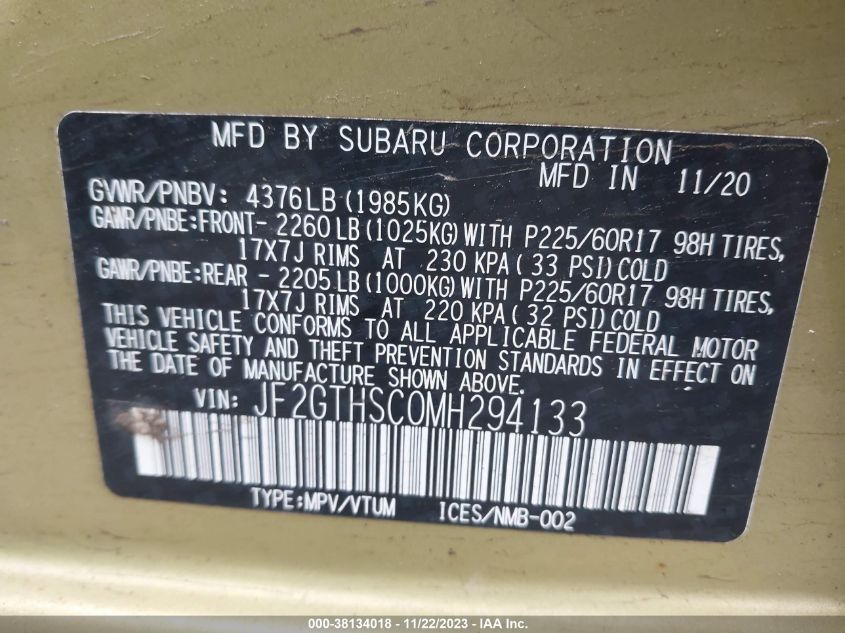 MFD BY SUBARU CORPORATION
MFD IN 11/20
GVWR/PNBV: 4376LB (1985KG)
GAWR/PNBE:FRONT- 2260 LB (1025KG) WITH P225/60R17 98H TIRES,
17X7J RIMS AT 230 KPA ( 33 PSI) COLD
GAWR/PNBE:REAR - 2205 LB (1000KG) WITH P225/60R17 98H TIRES,
17X7J RIMS AT 220 KPA ( 32 PSI) COLD
THIS VEHICLE CONFORMS TO ALL APPLICABLE FEDERAL MOTOR
VEHICLE SAFETY AND THEFT PREVENTION STANDARDS IN EFFECT ON
THE DATE OF MANUFACTURE SHOWN ABOVE.
VIN: JF2GTHSC0MH294133
TYPE:MPV/VTUM ICES/NMB-002
000-38134018 - 11/22/2023 - IAA Inc.